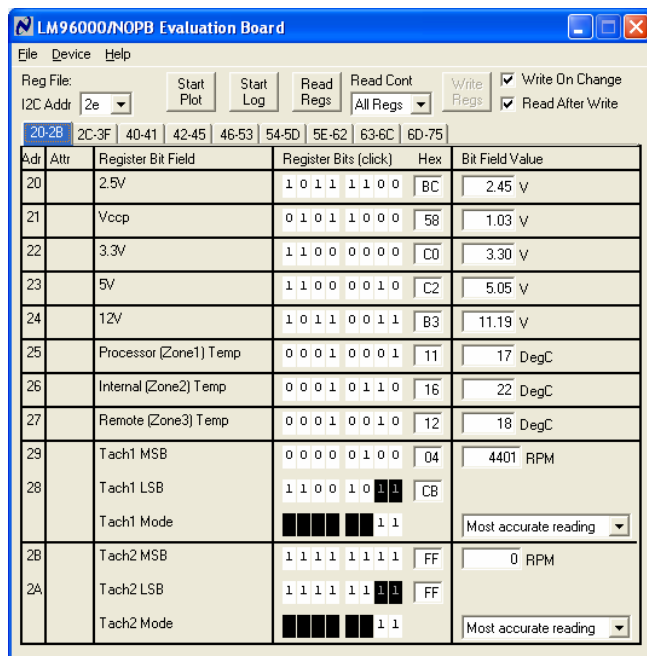 LM96000/NOPB Evaluation Board
File Device Help
Reg File: Start Plot Start Log Read Regs Read Cont Write Regs Write On Change
I2C Addr 2e All Regs Read After Write
20-2B 2C-3F 40-41 42-45 46-53 54-5D 5E-62 63-6C 6D-75
Adr Attr Register Bit Field Register Bits (click) Hex Bit Field Value
20 2.5V 1 0 1 1 1 1 0 0 BC 2.45 V
21 Vccp 0 1 0 1 1 0 0 0 58 1.03 V
22 3.3V 1 1 0 0 0 0 0 0 C0 3.30 V
23 5V 1 1 0 0 0 0 1 0 C2 5.05 V
24 12V 1 0 1 1 0 0 1 1 B3 11.19 V
25 Processor (Zone1) Temp 0 0 0 1 0 0 0 1 11 17 DegC
26 Internal (Zone2) Temp 0 0 0 1 0 1 1 0 16 22 DegC
27 Remote (Zone3) Temp 0 0 0 1 0 0 1 0 12 18 DegC
29 Tach1 MSB 0 0 0 0 0 1 0 0 04 4401 RPM
28 Tach1 LSB 1 1 0 0 1 0 1 1 CB
Tach1 Mode 1 1 Most accurate reading
2B Tach2 MSB 1 1 1 1 1 1 1 1 FF 0 RPM
2A Tach2 LSB 1 1 1 1 1 1 1 1 FF
Tach2 Mode 1 1 Most accurate reading